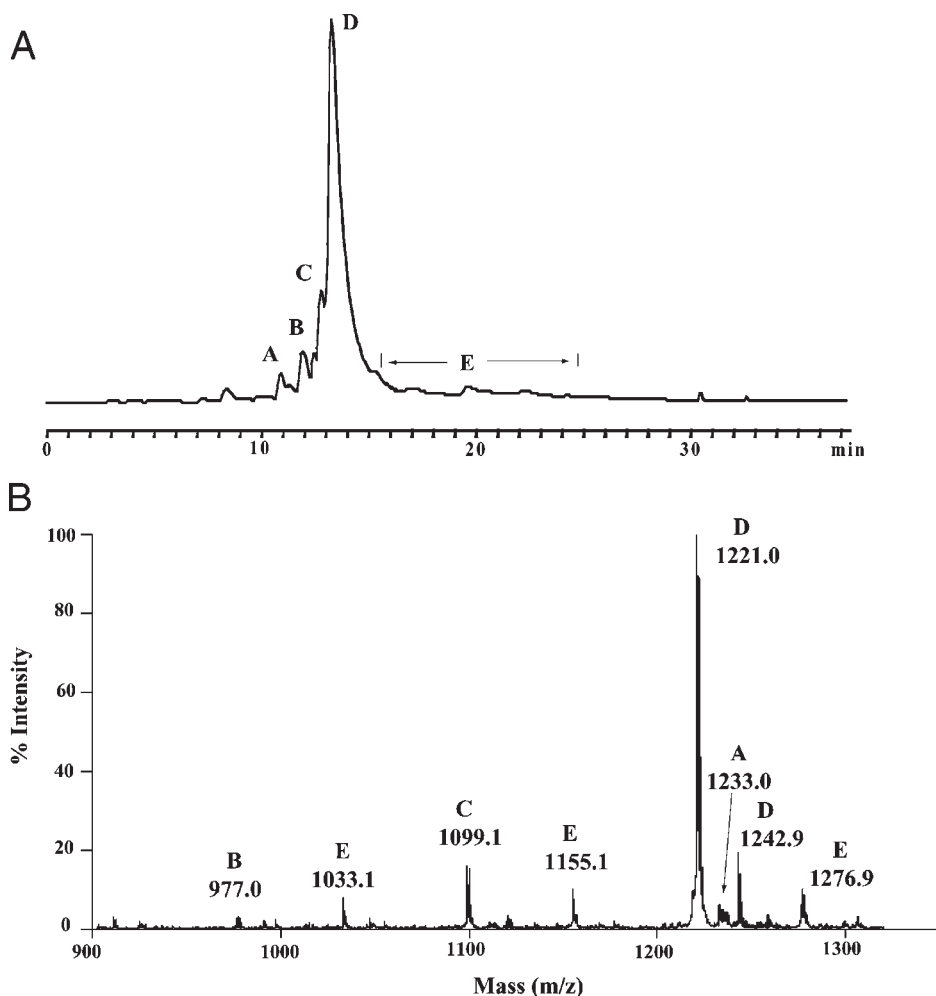 A
D
C
B
A
E
0 10 20 30 min
B
D
1221.0
A
1233.0
D
1242.9
C
1099.1
E
1155.1
E
1276.9
B
977.0
E
1033.1
100
80
60
40
20
0
% Intensity
900 1000 1100 1200 1300
Mass (m/z)